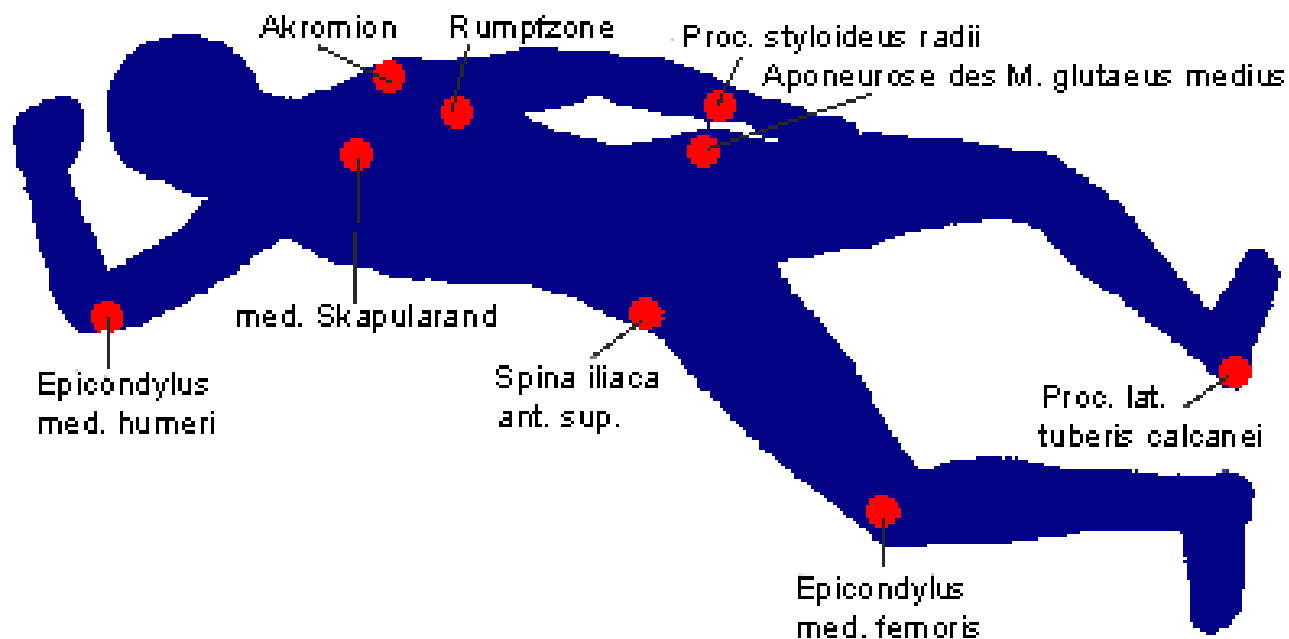 Akromion
Rumpfzone
Proc. styloideus radii
Aponeurose des M. glutaeus medius
med. Skapularand
Epicondylus
med. humeri
Spina iliaca
ant. sup.
Proc. lat.
tuberis calcanei
Epicondylus
med. femoris